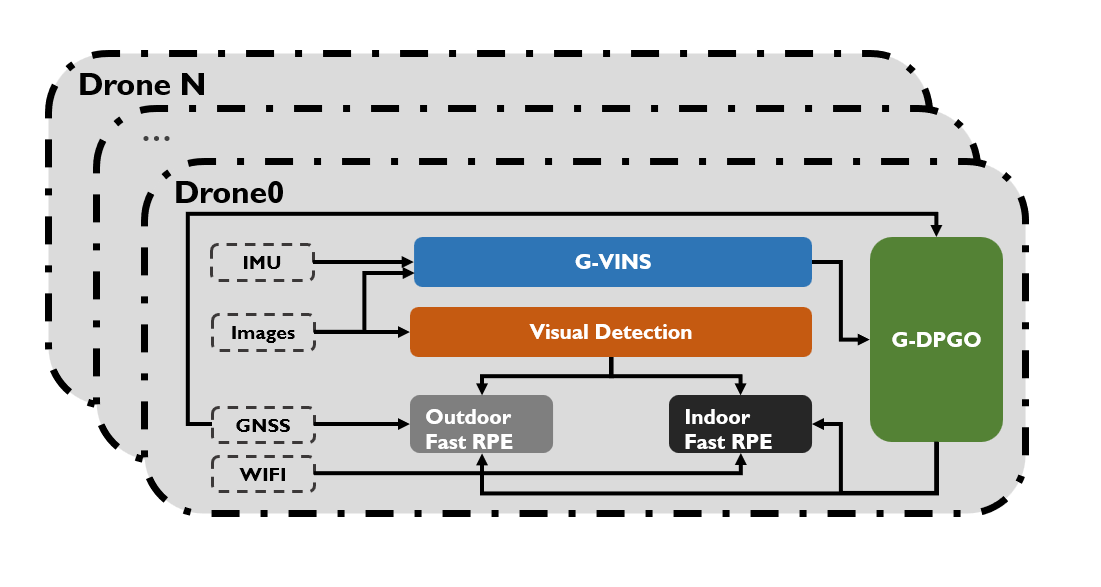 Drone N
...
Drone0
IMU
G-VINS
Images
Visual Detection
G-DPGO
GNSS
Outdoor
Fast RPE
Indoor
Fast RPE
WIFI